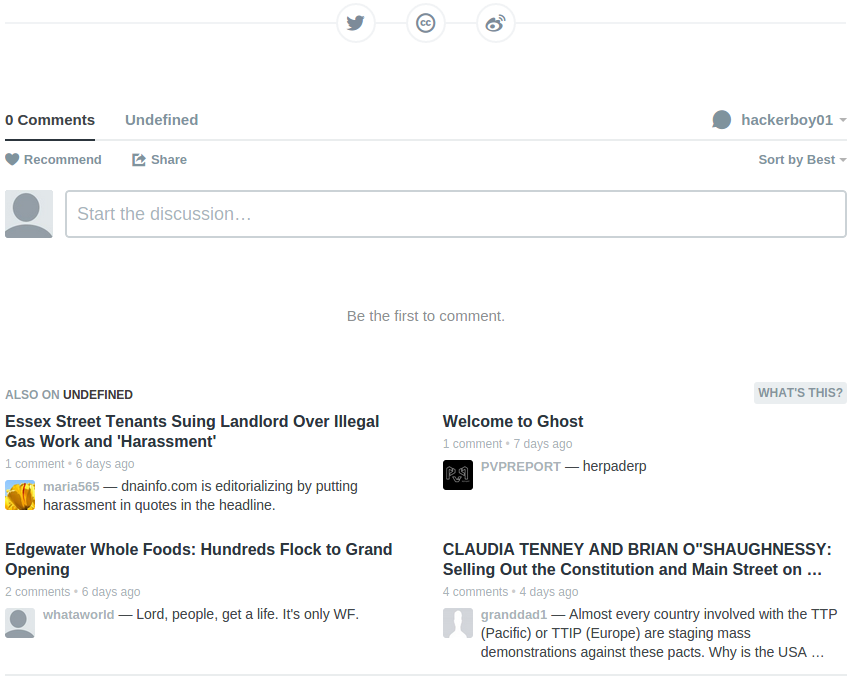 cc
0 Comments Undefined hackerboy01
Recommend Share Sort by Best
Start the discussion…
Be the first to comment.
ALSO ON UNDEFINED WHAT'S THIS?
Essex Street Tenants Suing Landlord Over Illegal
Gas Work and 'Harassment'
1 comment • 6 days ago
maria565 — dnainfo.com is editorializing by putting
harassment in quotes in the headline.
Welcome to Ghost
1 comment • 7 days ago
PVPREPORT — herpaderp
Edgewater Whole Foods: Hundreds Flock to Grand
Opening
2 comments • 6 days ago
whataworld — Lord, people, get a life. It's only WF.
CLAUDIA TENNEY AND BRIAN O"SHAUGHNESSY:
Selling Out the Constitution and Main Street on …
4 comments • 4 days ago
granddad1 — Almost every country involved with the TTP
(Pacific) or TTIP (Europe) are staging mass
demonstrations against these pacts. Why is the USA …